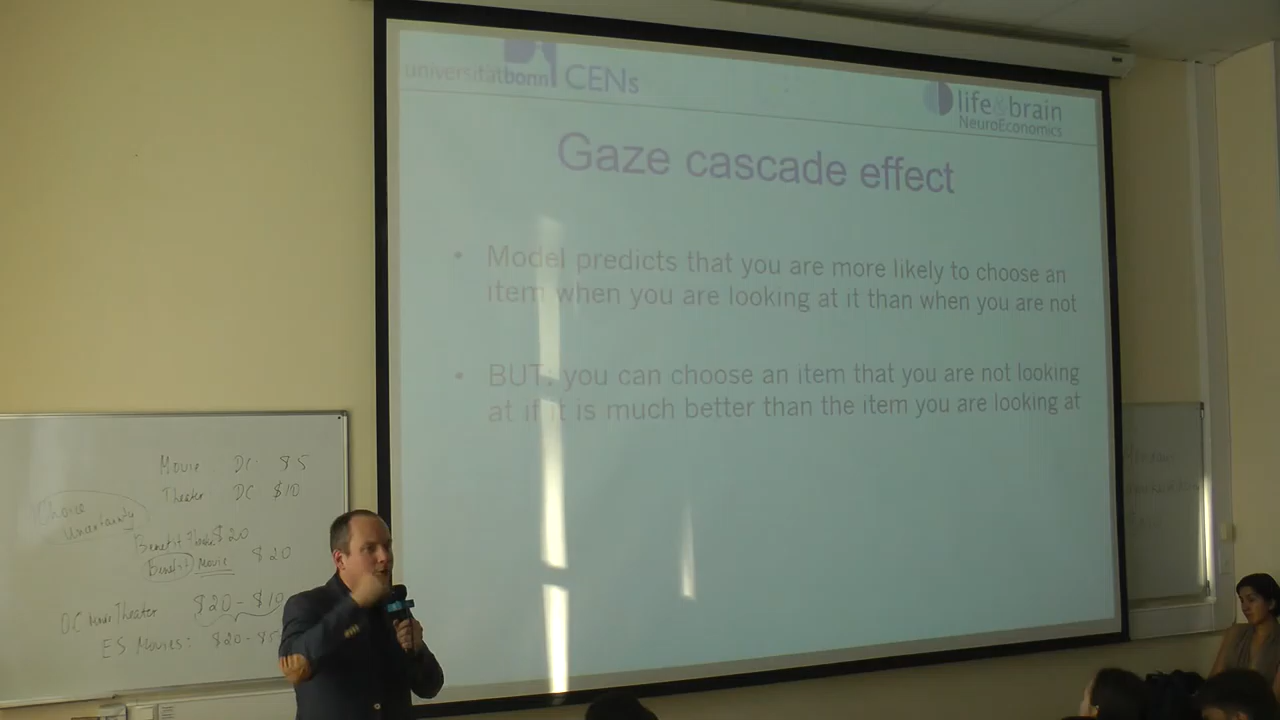 universitätbonn CENs
life&brain
NeuroEconomics
Gaze cascade effect
• Model predicts that you are more likely to choose an
item when you are looking at it than when you are not
• BUT: you can choose an item that you are not looking
at if it is much better than the item you are looking at
Movie DC: $5
Theater DC $10
Choice
Uncertainty
Benefit $20
Benefit Movie $20
OC Theater $20-$10
ES Movies: $20-$5